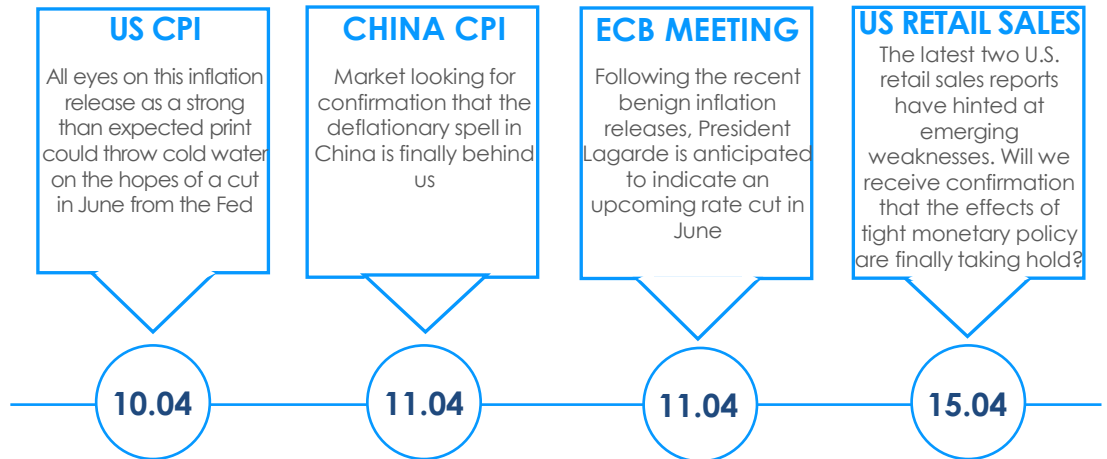 US CPI
All eyes on this inflation
release as a strong
than expected print
could throw cold water
on the hopes of a cut
in June from the Fed
10.04
CHINA CPI
Market looking for
confirmation that the
deflationary spell in
China is finally behind
us
11.04
ECB MEETING
Following the recent
benign inflation
releases, President
Lagarde is anticipated
to indicate an
upcoming rate cut in
June
11.04
US RETAIL SALES
The latest two U.S.
retail sales reports
have hinted at
emerging
weaknesses. Will we
receive confirmation
that the effects of
tight monetary policy
are finally taking hold?
15.04